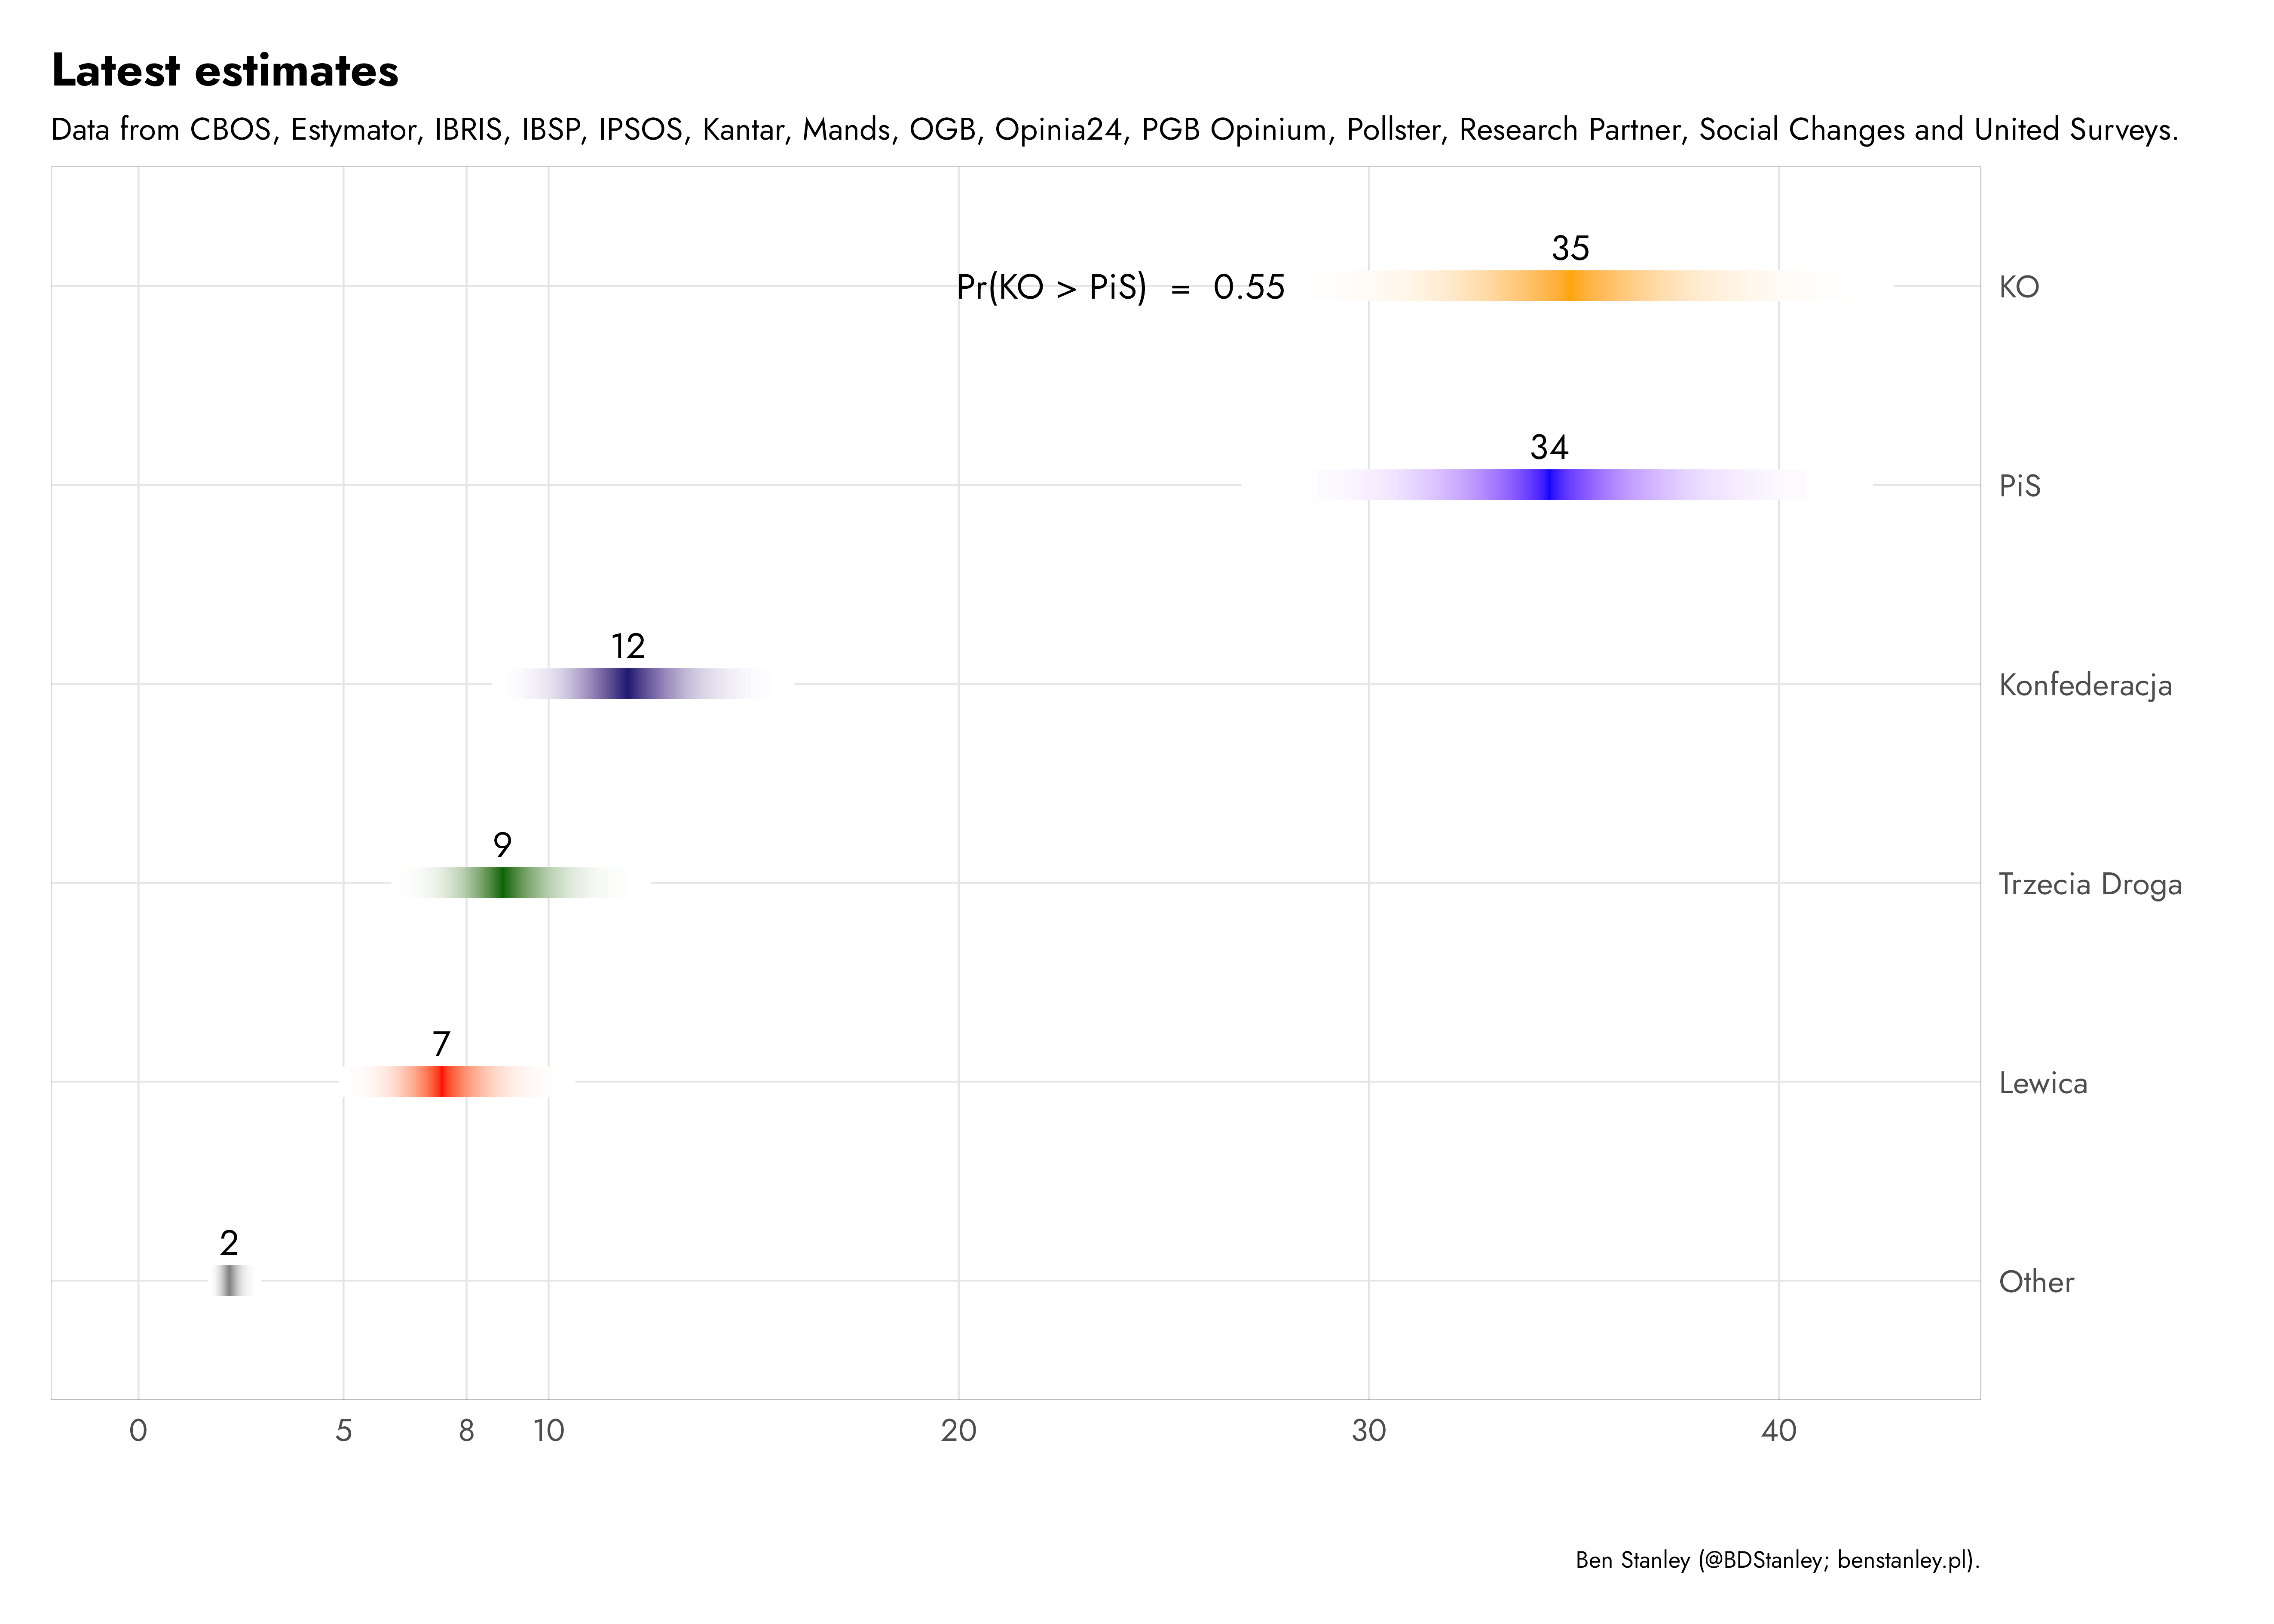 Latest estimates
Data from CBOS, Estymator, IBRIS, IBSP, IPSOS, Kantar, Mands, OGB, Opinia24, PGB Opinium, Pollster, Research Partner, Social Changes and United Surveys.
35
Pr(KO > PiS) = 0.55
KO
34
PiS
12
Konfederacja
9
Trzecia Droga
7
Lewica
2
Other
0 5 8 10 20 30 40
Ben Stanley (@BDStanley; benstanley.pl).